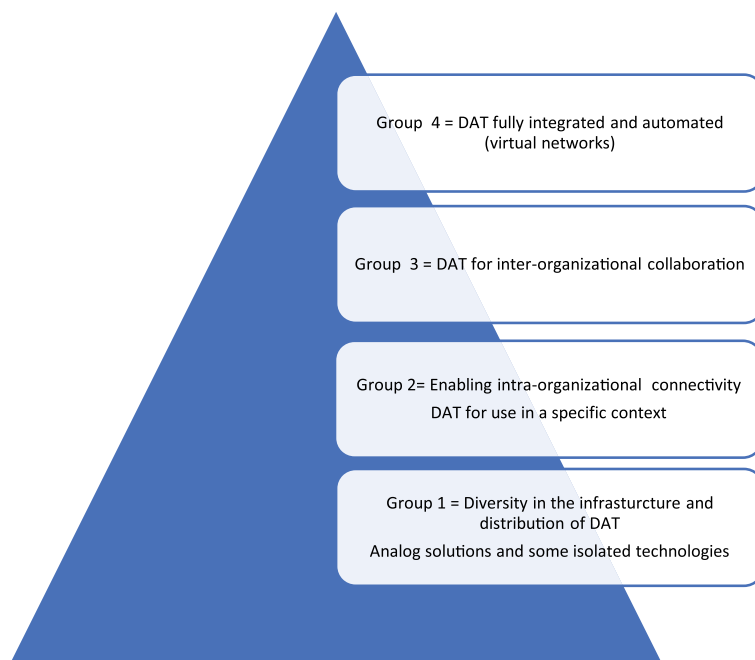 Group 4 = DAT fully integrated and automated
(virtual networks)
Group 3 = DAT for inter-organizational collaboration
Group 2= Enabling intra-organizational connectivity
DAT for use in a specific context
Group 1 = Diversity in the infrasturcture and
distribution of DAT
Analog solutions and some isolated technologies